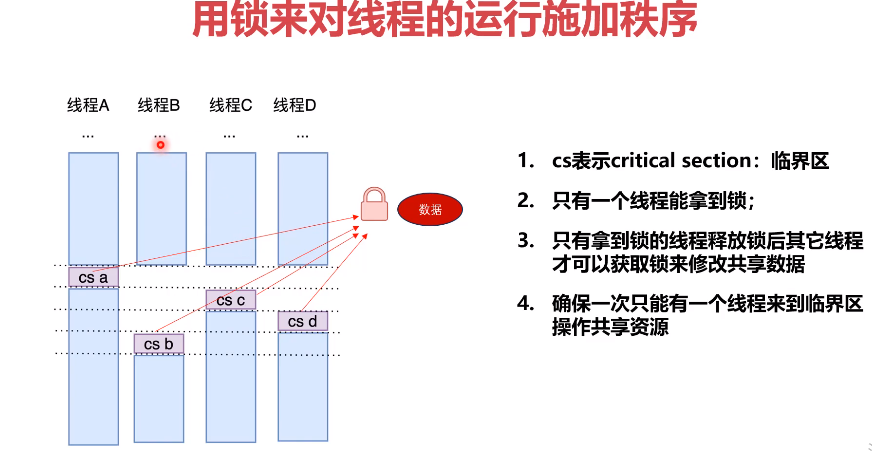 用锁来对线程的运行施加秩序
线程A 线程B 线程C 线程D
... ... ... ...
数据
cs a
cs c
cs d
cs b
1. cs表示critical section：临界区
2. 只有一个线程能拿到锁；
3. 只有拿到锁的线程释放锁后其它线程
才可以获取锁来修改共享数据
4. 确保一次只能有一个线程来到临界区
操作共享资源